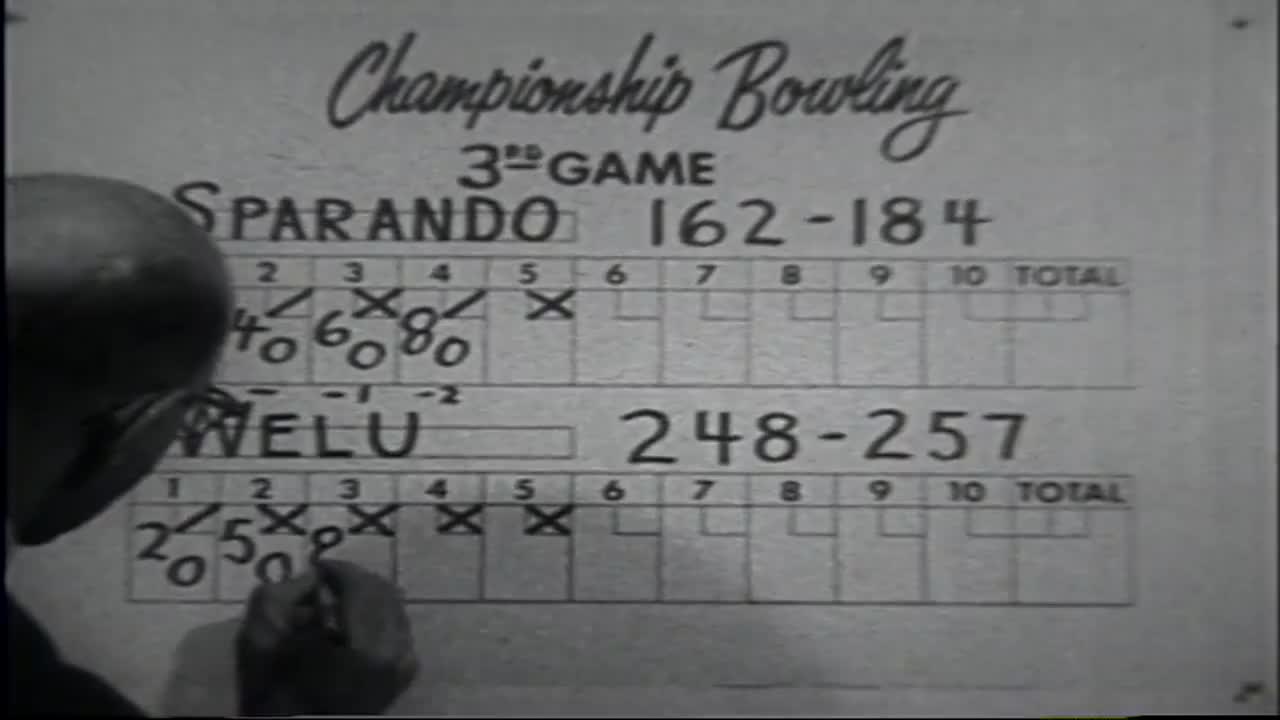 Championship Bowling
3RD GAME
SPARANDO 162-184
2 3 4 5 6 7 8 9 10 TOTAL
/ X / X
40 60 80
- -1 -2
WELU 248-257
1 2 3 4 5 6 7 8 9 10 TOTAL
/ X X X X
20 50 8